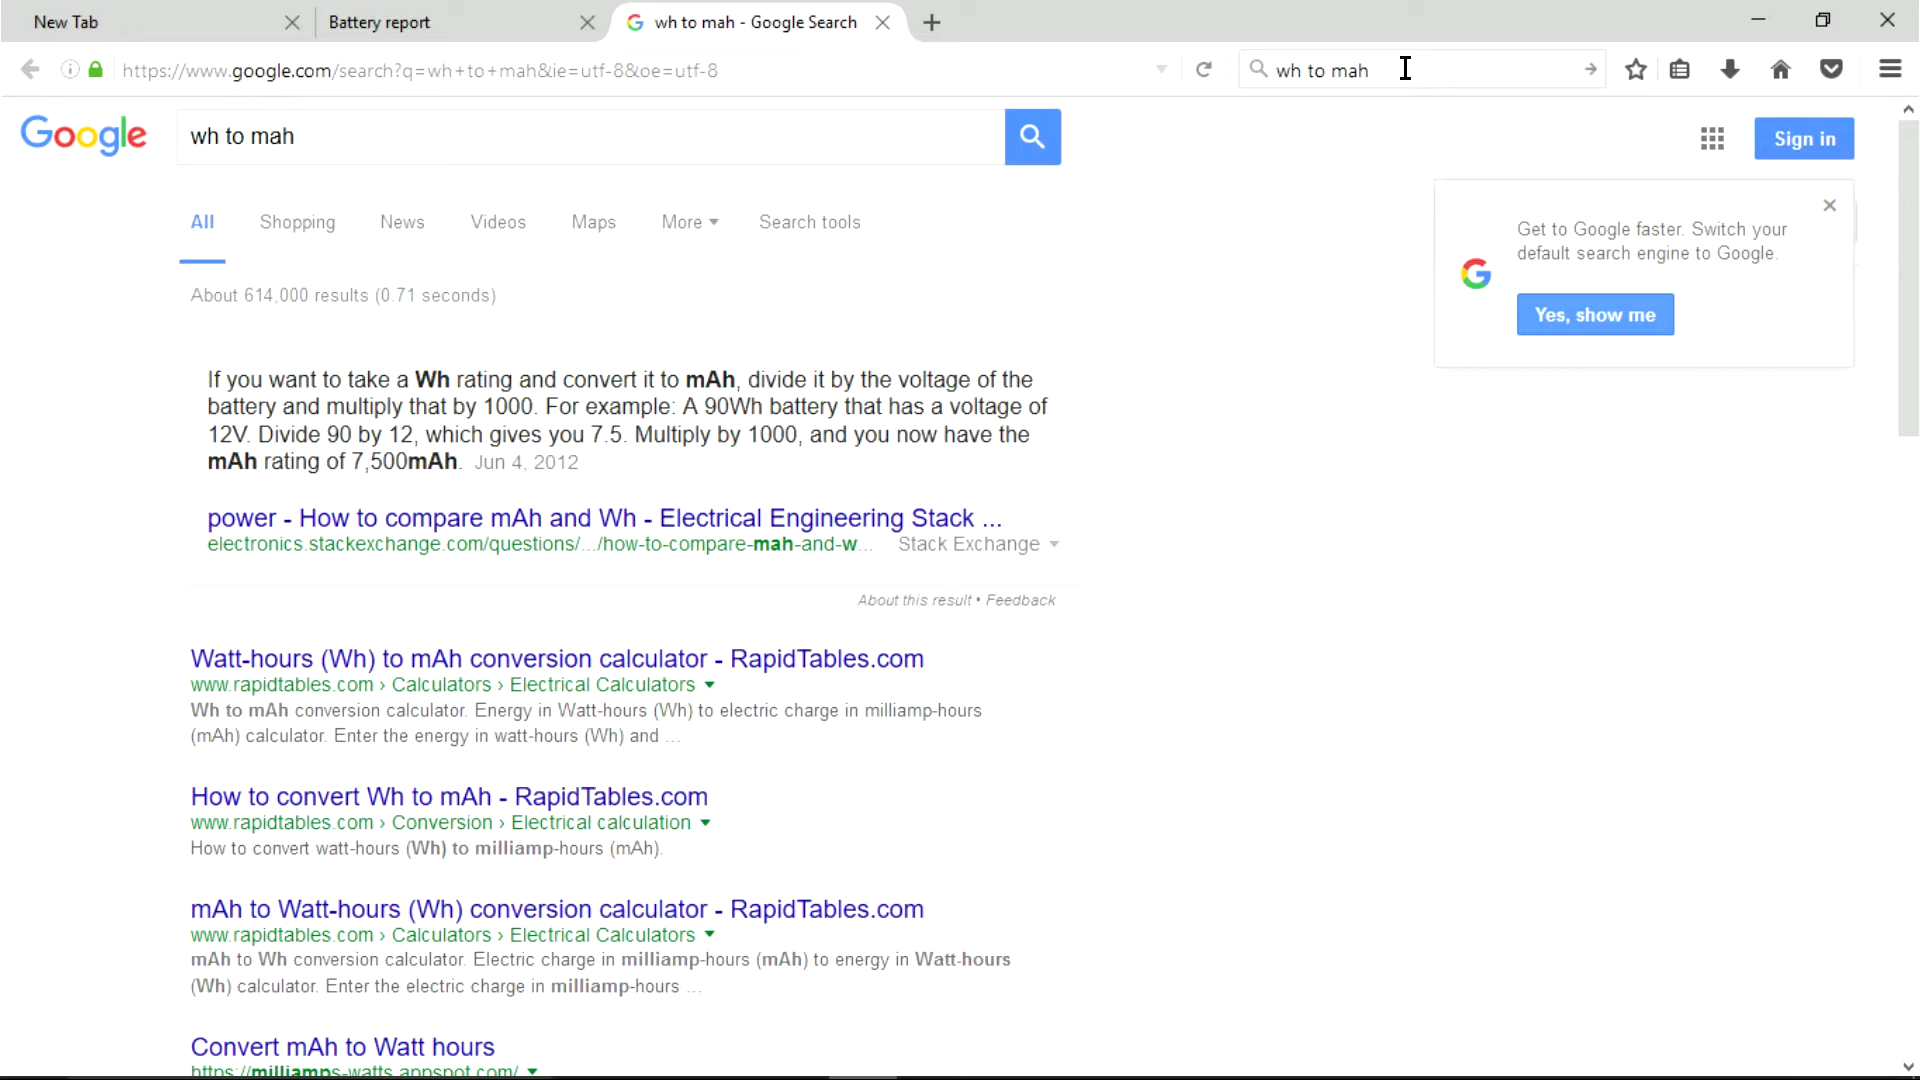 New Tab
Battery report
wh to mah - Google Search
https://www.google.com/search?q=wh+to+mah&ie=utf-8&oe=utf-8
wh to mah
Google
wh to mah
Sign in
All
Shopping
News
Videos
Maps
More
Search tools
Get to Google faster. Switch your
default search engine to Google.
Yes, show me
About 614,000 results (0.71 seconds)
If you want to take a Wh rating and convert it to mAh, divide it by the voltage of the
battery and multiply that by 1000. For example: A 90Wh battery that has a voltage of
12V. Divide 90 by 12, which gives you 7.5. Multiply by 1000, and you now have the
mAh rating of 7,500mAh. Jun 4, 2012
power - How to compare mAh and Wh - Electrical Engineering Stack ...
electronics.stackexchange.com/questions/.../how-to-compare-mah-and-w... Stack Exchange
About this result • Feedback
Watt-hours (Wh) to mAh conversion calculator - RapidTables.com
www.rapidtables.com › Calculators › Electrical Calculators
Wh to mAh conversion calculator. Energy in Watt-hours (Wh) to electric charge in milliamp-hours
(mAh) calculator. Enter the energy in watt-hours (Wh) and ...
How to convert Wh to mAh - RapidTables.com
www.rapidtables.com › Conversion › Electrical calculation
How to convert watt-hours (Wh) to milliamp-hours (mAh).
mAh to Watt-hours (Wh) conversion calculator - RapidTables.com
www.rapidtables.com › Calculators › Electrical Calculators
mAh to Wh conversion calculator. Electric charge in milliamp-hours (mAh) to energy in Watt-hours
(Wh) calculator. Enter the electric charge in milliamp-hours ...
Convert mAh to Watt hours
https://milliamps-watts.appspot.com/